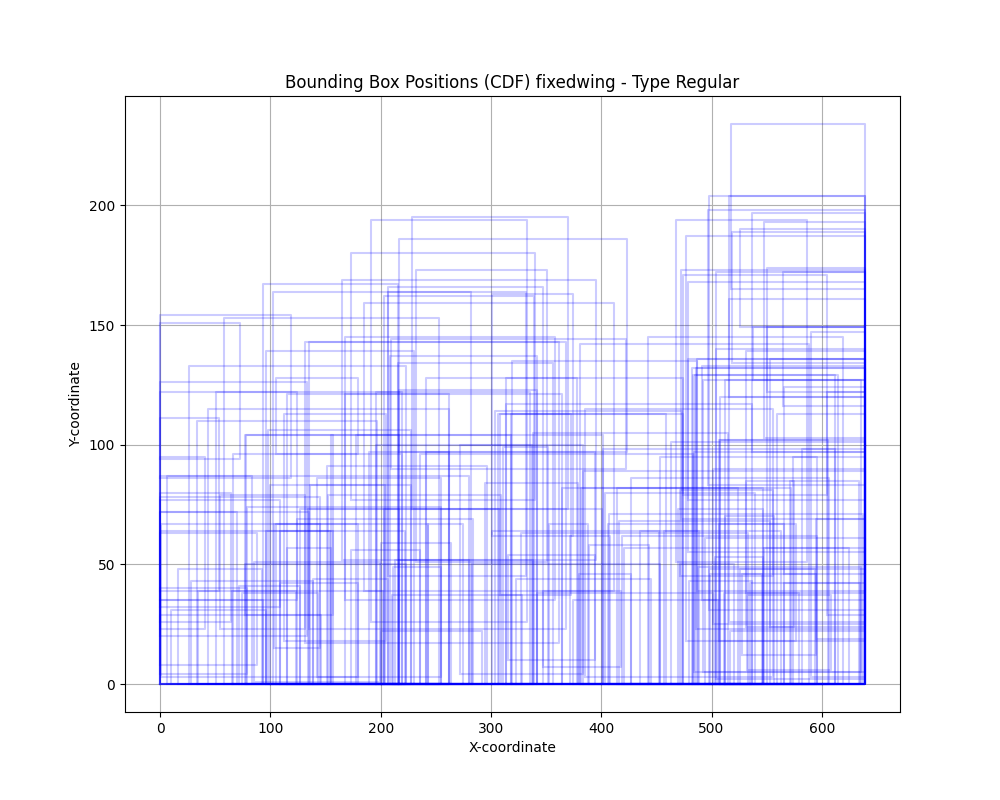 Bounding Box Positions (CDF) fixedwing - Type Regular
200
150
100
50
0
Y-coordinate
0 100 200 300 400 500 600
X-coordinate